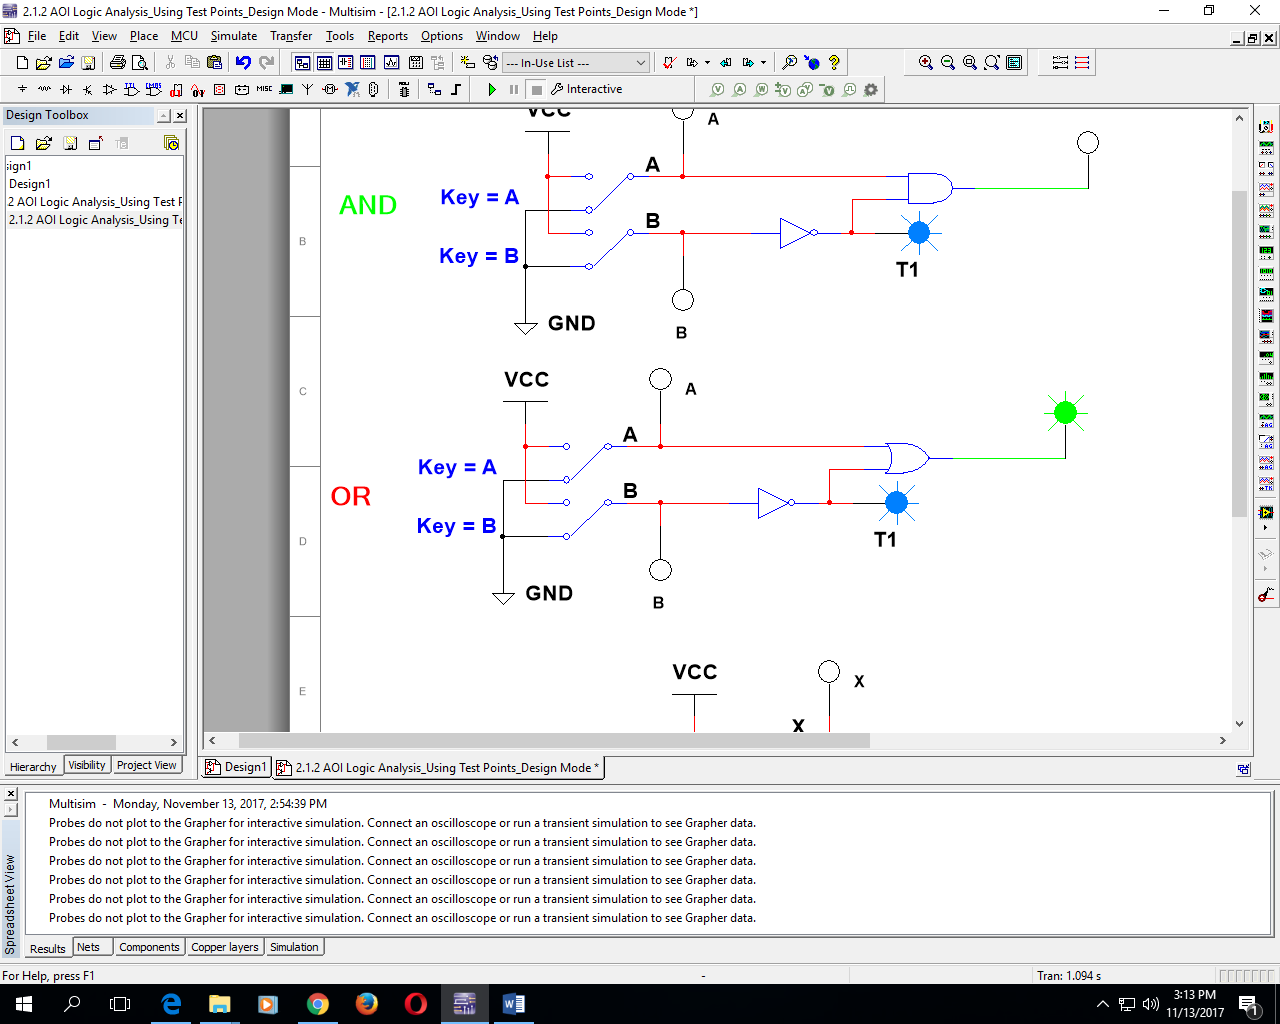 2.1.2 AOI Logic Analysis_Using Test Points_Design Mode - Multisim - [2.1.2 AOI Logic Analysis_Using Test Points_Design Mode *]
File Edit View Place MCU Simulate Transfer Tools Reports Options Window Help
--- In-Use List ---
MISC
Interactive
Design Toolbox
sign1
Design1
2 AOI Logic Analysis_Using Test P
2.1.2 AOI Logic Analysis_Using Te
Hierarchy Visibility Project View
B
C
D
E
VCC
A
A
Key = A
AND
B
Key = B
T1
GND
B
VCC
A
A
Key = A
OR
B
Key = B
T1
GND
B
VCC
X
X
Design1 2.1.2 AOI Logic Analysis_Using Test Points_Design Mode *
Spreadsheet View
Multisim - Monday, November 13, 2017, 2:54:39 PM
Probes do not plot to the Grapher for interactive simulation. Connect an oscilloscope or run a transient simulation to see Grapher data.
Probes do not plot to the Grapher for interactive simulation. Connect an oscilloscope or run a transient simulation to see Grapher data.
Probes do not plot to the Grapher for interactive simulation. Connect an oscilloscope or run a transient simulation to see Grapher data.
Probes do not plot to the Grapher for interactive simulation. Connect an oscilloscope or run a transient simulation to see Grapher data.
Probes do not plot to the Grapher for interactive simulation. Connect an oscilloscope or run a transient simulation to see Grapher data.
Probes do not plot to the Grapher for interactive simulation. Connect an oscilloscope or run a transient simulation to see Grapher data.
Results Nets Components Copper layers Simulation
For Help, press F1
-
Tran: 1.094 s
3:13 PM
11/13/2017
1